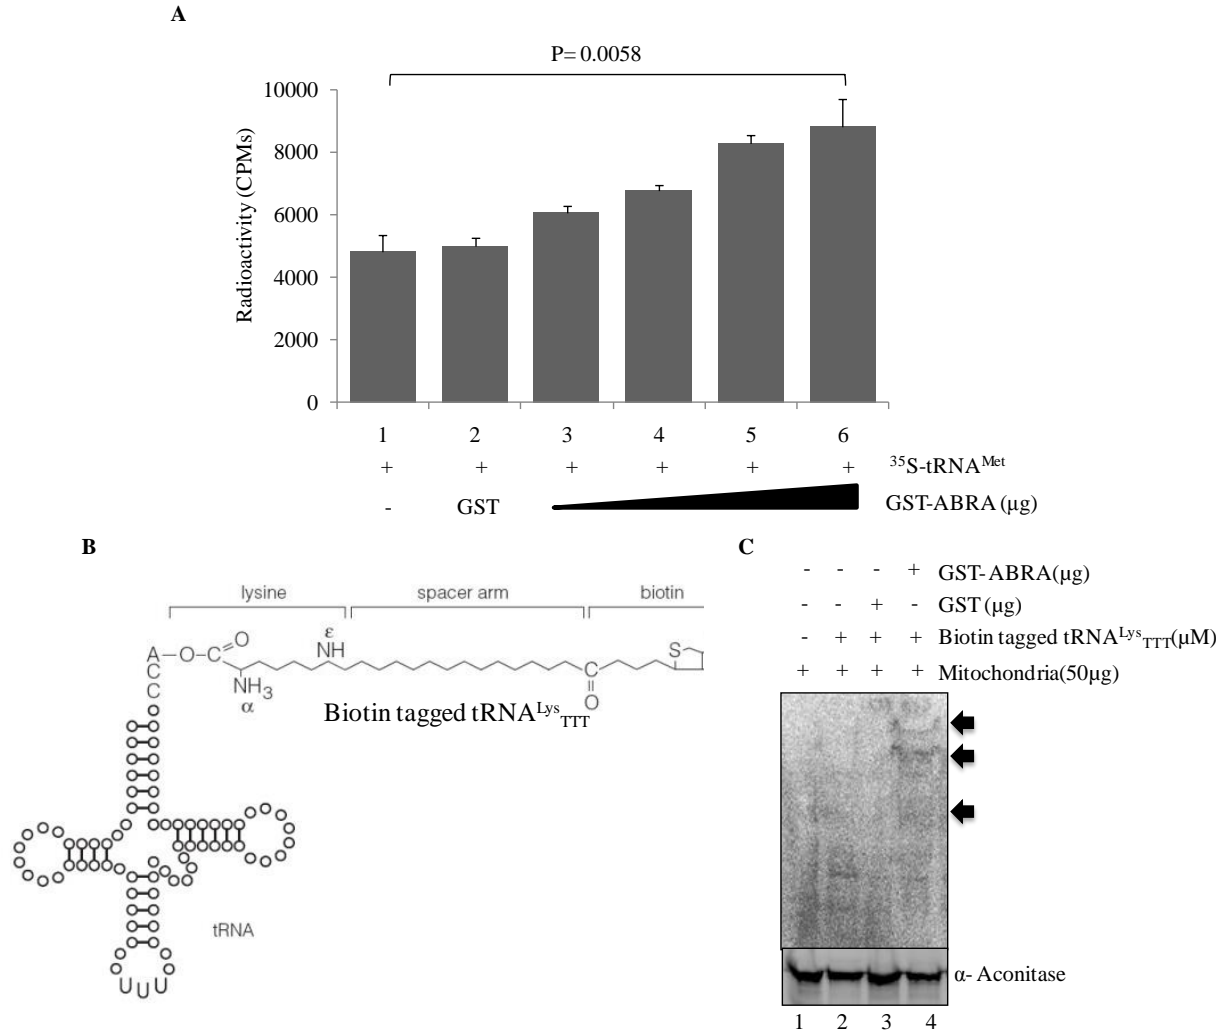 A
P= 0.0058
10000
8000
6000
4000
2000
0
Radioactivity (CPMs)
1 2 3 4 5 6
+ + + + + + ³⁵S-tRNAᴹᵉᵗ
- GST GST-ABRA (µg)
B
lysine spacer arm biotin
A—O—C O ε NH S
C NH₃ O
C α
Biotin tagged tRNAᴸʸˢTTT
tRNA
U U U
C
- - - + GST-ABRA(µg)
- - + - GST (µg)
- + + + Biotin tagged tRNAᴸʸˢTTT(µM)
+ + + + Mitochondria(50µg)
α- Aconitase
1 2 3 4